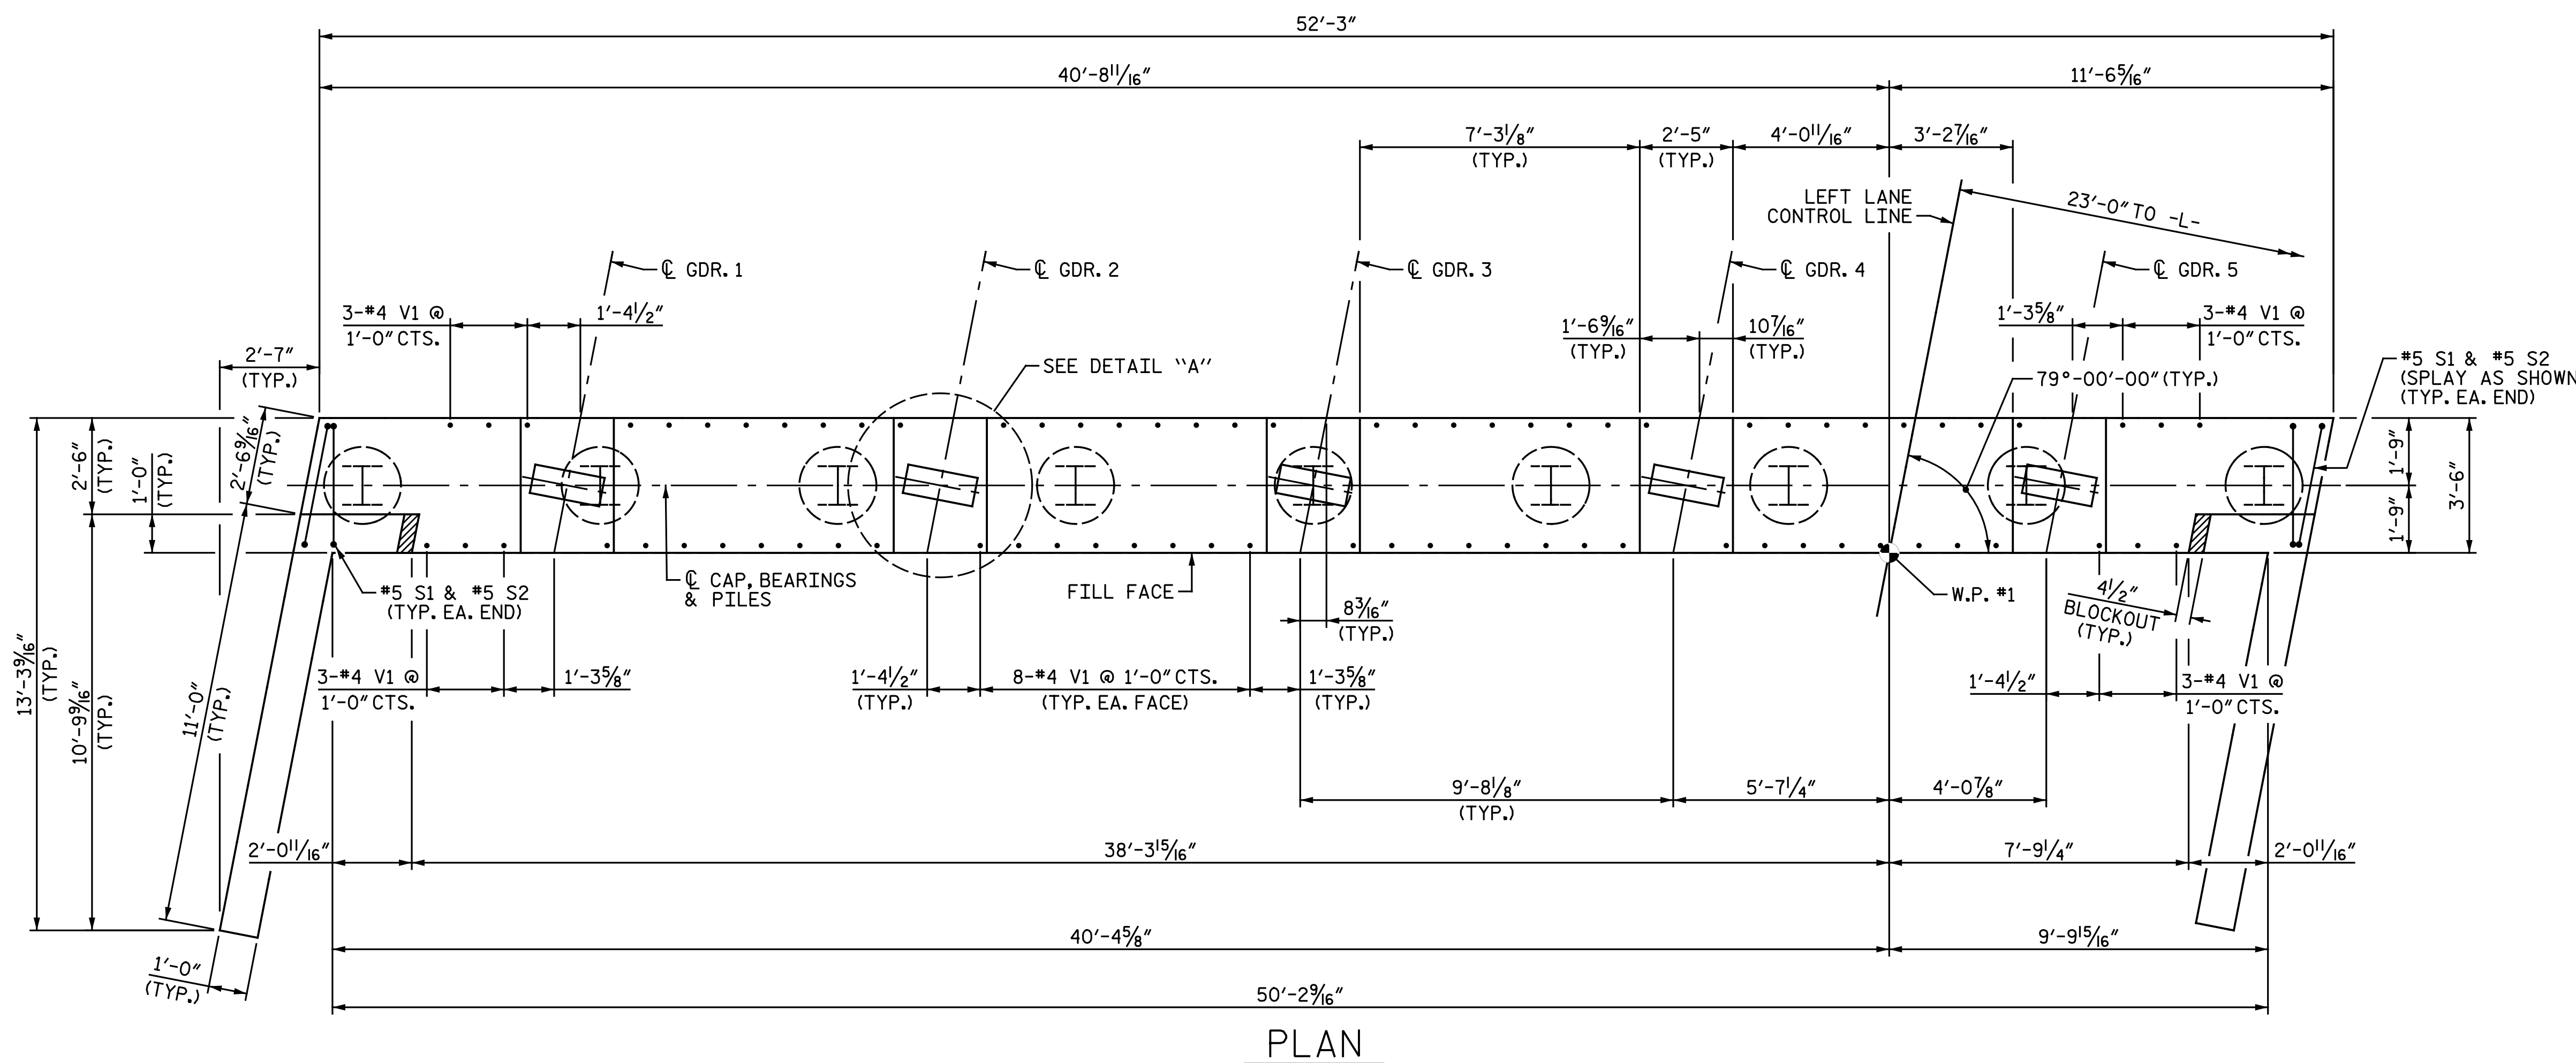 52'-3"
40'-8 11/16"
11'-6 5/16"
7'-3 1/8"
(TYP.)
2'-5"
(TYP.)
4'-0 11/16"
3'-2 7/16"
LEFT LANE
CONTROL LINE
23'-0" TO -L-
℄ GDR. 1
℄ GDR. 2
℄ GDR. 3
℄ GDR. 4
℄ GDR. 5
3-#4 V1 @
1'-0" CTS.
1'-4 1/2"
1'-6 9/16"
(TYP.)
10 7/16"
(TYP.)
1'-3 5/8"
3-#4 V1 @
1'-0" CTS.
2'-7"
(TYP.)
SEE DETAIL "A"
79°-00'-00" (TYP.)
#5 S1 & #5 S2
(SPLAY AS SHOWN
(TYP. EA. END)
2'-6"
(TYP.)
1'-0"
(TYP.)
2'-6 9/16"
(TYP.)
1'-9"
1'-9"
3'-6"
#5 S1 & #5 S2
(TYP. EA. END)
℄ CAP, BEARINGS
& PILES
FILL FACE
8 3/16"
(TYP.)
W.P. #1
4 1/2"
BLOCKOUT
(TYP.)
13'-3 9/16"
(TYP.)
10'-9 9/16"
(TYP.)
11'-0"
(TYP.)
3-#4 V1 @
1'-0" CTS.
1'-3 5/8"
1'-4 1/2"
(TYP.)
8-#4 V1 @ 1'-0" CTS.
(TYP. EA. FACE)
1'-3 5/8"
(TYP.)
1'-4 1/2"
3-#4 V1 @
1'-0" CTS.
9'-8 1/8"
(TYP.)
5'-7 1/4"
4'-0 7/8"
2'-0 11/16"
38'-3 15/16"
7'-9 1/4"
2'-0 11/16"
40'-4 5/8"
9'-9 15/16"
1'-0"
(TYP.)
50'-2 9/16"
PLAN